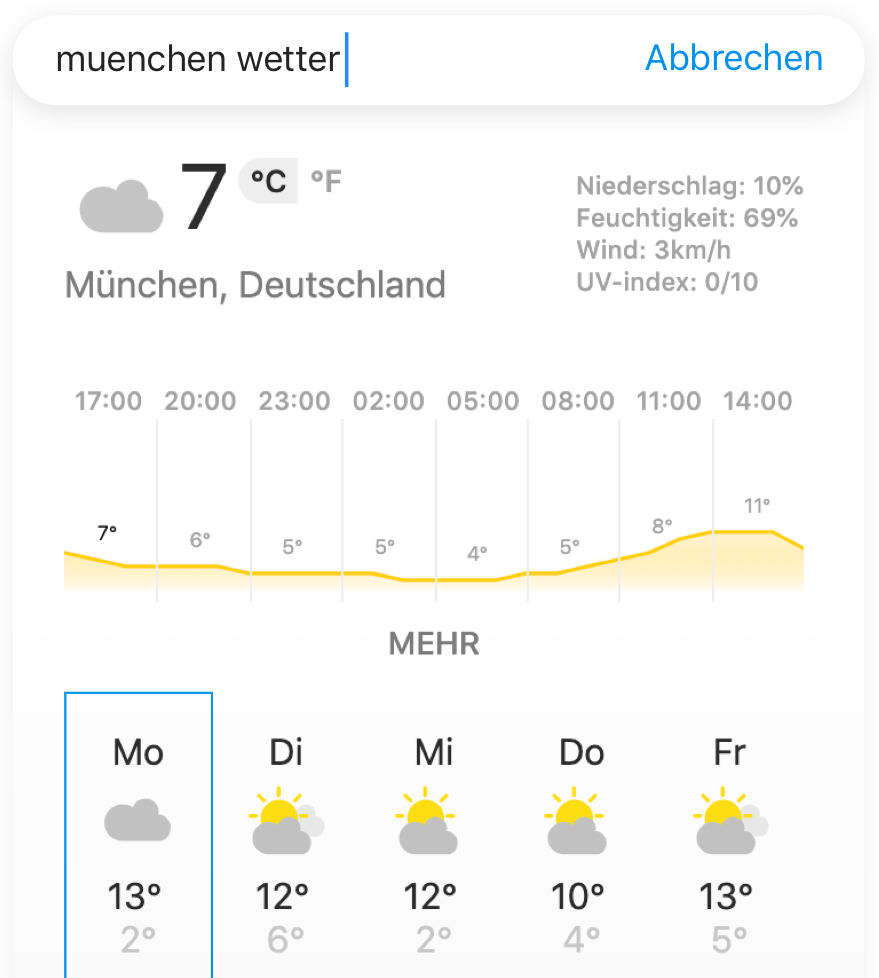 muenchen wetter Abbrechen
7 °C °F
Niederschlag: 10%
Feuchtigkeit: 69%
Wind: 3km/h
UV-index: 0/10
München, Deutschland
17:00 20:00 23:00 02:00 05:00 08:00 11:00 14:00
7° 6° 5° 5° 4° 5° 8° 11°
MEHR
Mo Di Mi Do Fr
13° 12° 12° 10° 13°
2° 6° 2° 4° 5°